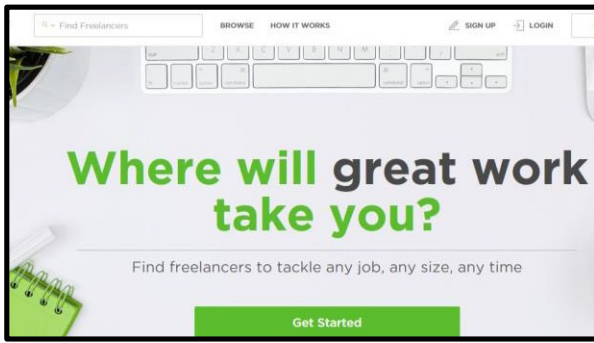 Find Freelancers BROWSE HOW IT WORKS SIGN UP LOGIN
Z X C V B N M
Where will great work
take you?
Find freelancers to tackle any job, any size, any time
Get Started